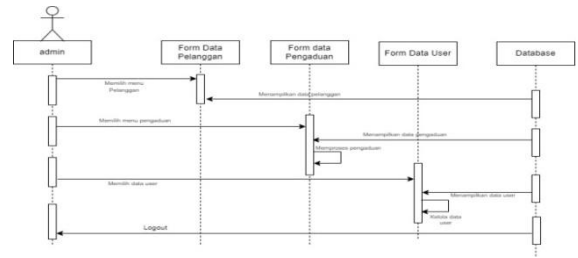 admin
Form Data
Pelanggan
Form data
Pengaduan
Form Data User
Database
Memilih menu
Pelanggan
Menampilkan data pelanggan
Memilih menu pengaduan
Menampilkan data pengaduan
Memproses pengaduan
Memilih data user
Menampilkan data user
Kelola data
user
Logout